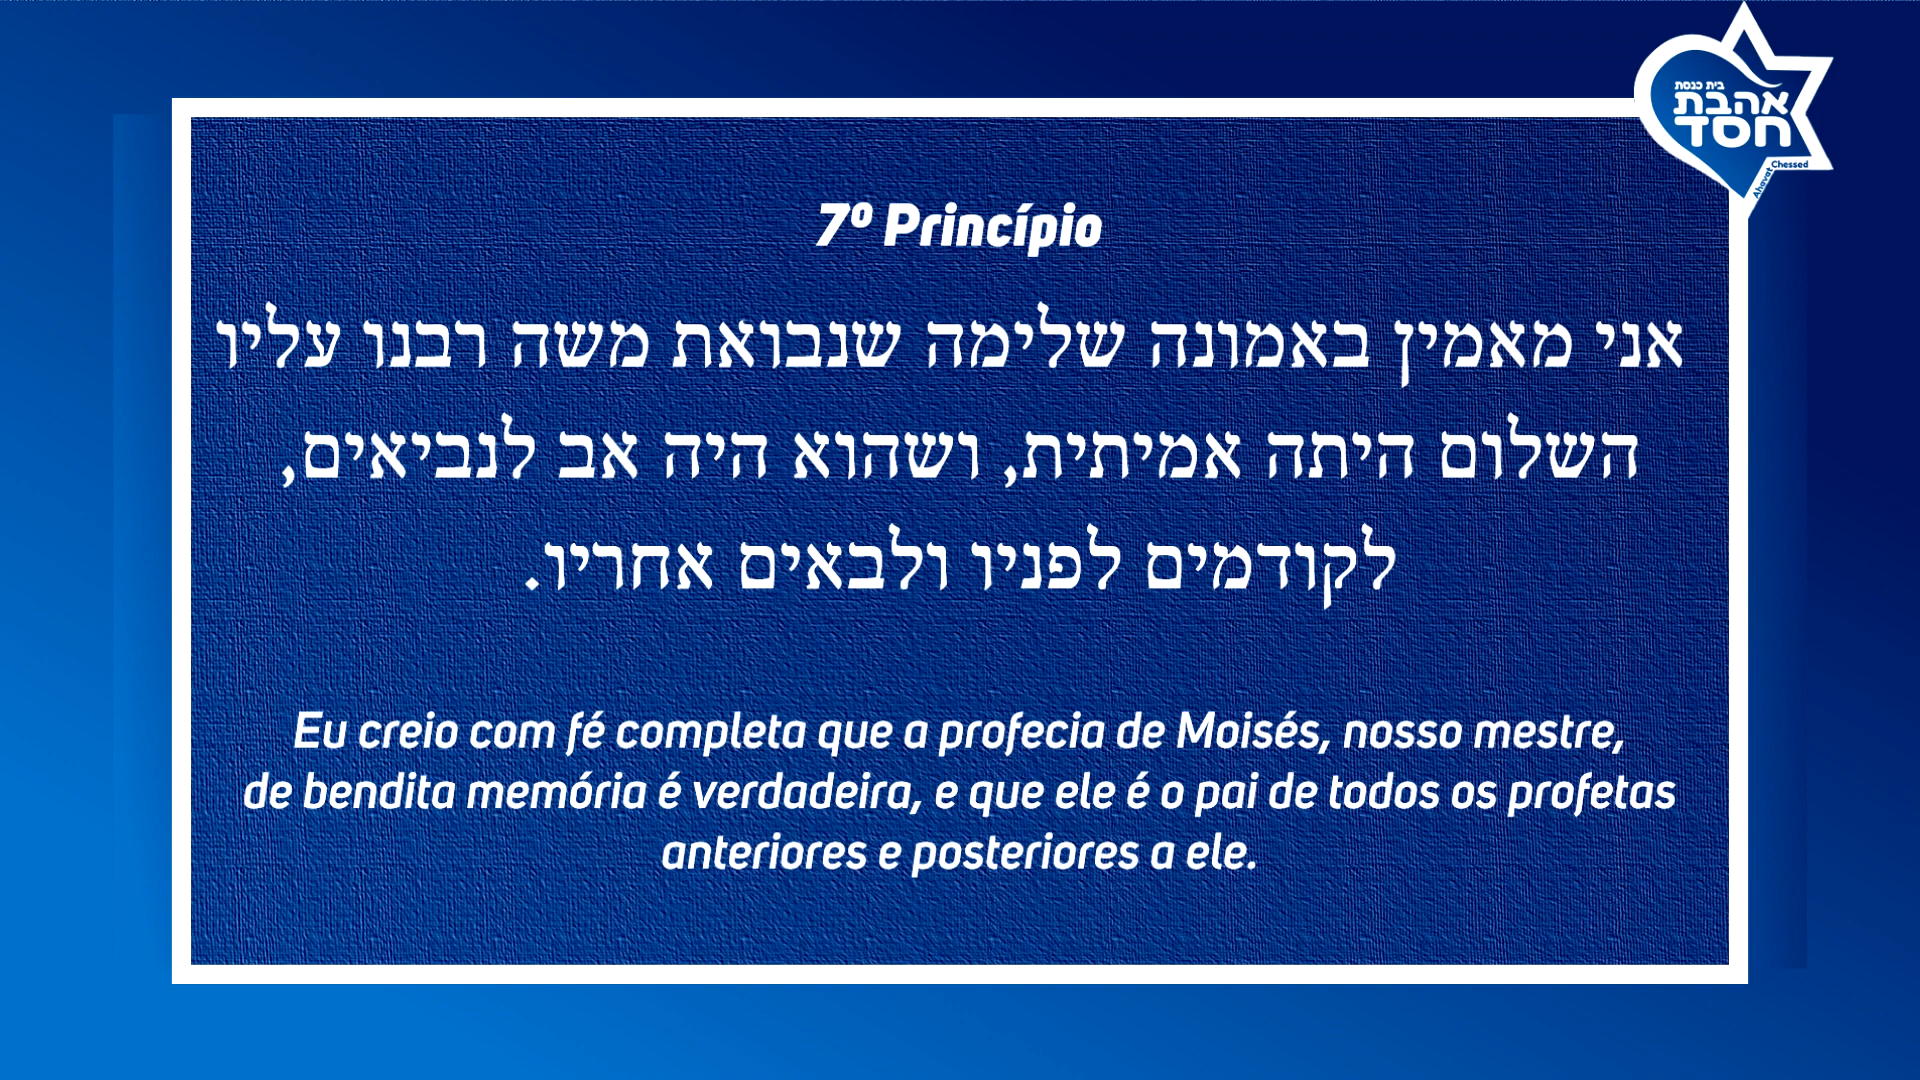 בית כנסת
אהבת
חסד
Ahavat Chessed
7º Princípio
אני מאמין באמונה שלימה שנבואת משה רבנו עליו
השלום היתה אמיתית, ושהוא היה אב לנביאים,
לקודמים לפניו ולבאים אחריו.
Eu creio com fé completa que a profecia de Moisés, nosso mestre,
de bendita memória é verdadeira, e que ele é o pai de todos os profetas
anteriores e posteriores a ele.